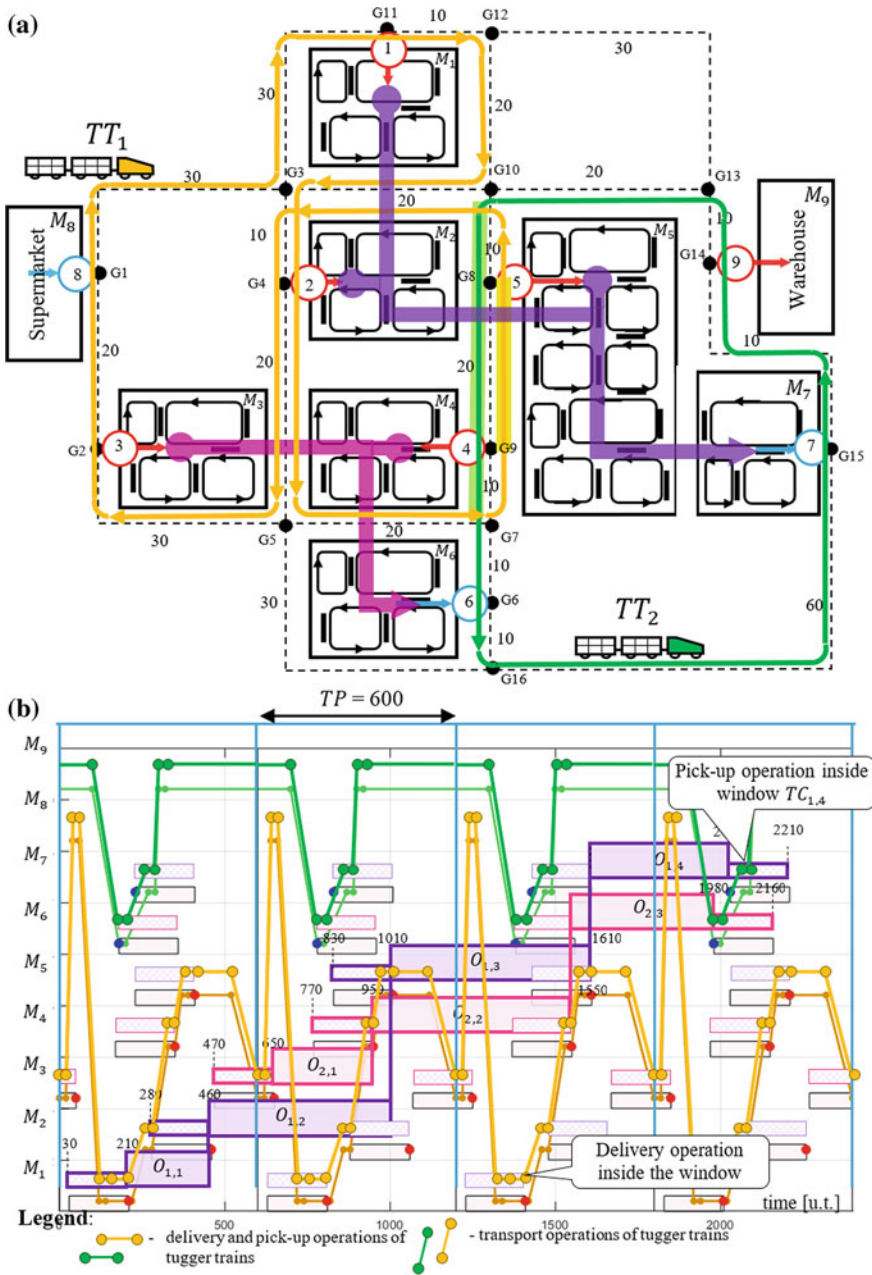 (a)
G11 10 G12
1 M₁
30
30
20
TT₁
30
G3 G10 20 G13
20
M₈
Supermarket
8 G1
10
M₂
10
M₅
10
M₉
Warehouse
G4 2 G8 5 G14 9
20
20
20
10
M₃ M₄ M₇
G2 3 4 G9 7 G15
10
30 G5 20 G7
M₆
10
30
6 G6
10
TT₂
60
G16
(b)
TP = 600
M₉
Pick-up operation inside
window TC₁,₄
M₈
2 2210
M₇
O₁,₄
1980 2160
M₆
O₂,₃
830 1010 1610
M₅
O₁,₃
770 950 1550
M₄
O₂,₂
470 650
M₃
O₂,₁
280 460
M₂
O₁,₂
30 210
Delivery operation
inside the window
M₁
O₁,₁
time [u.t.]
0 500 1000 1500 2000
Legend:
- delivery and pick-up operations of
tugger trains
- transport operations of tugger trains